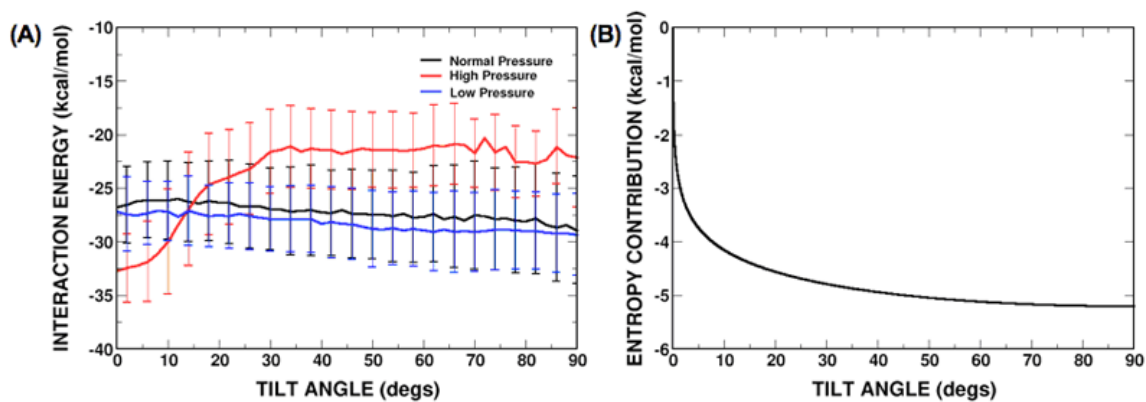 (A)
INTERACTION ENERGY (kcal/mol)
-10
-15
-20
-25
-30
-35
-40
Normal Pressure
High Pressure
Low Pressure
0 10 20 30 40 50 60 70 80 90
TILT ANGLE (degs)
(B)
ENTROPY CONTRIBUTION (kcal/mol)
0
-1
-2
-3
-4
-5
-6
0 10 20 30 40 50 60 70 80 90
TILT ANGLE (degs)